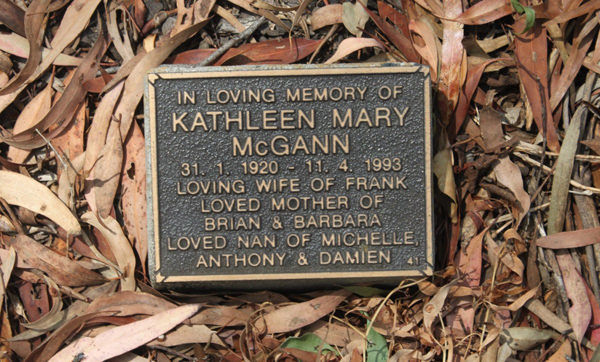 IN LOVING MEMORY OF
KATHLEEN MARY
McGANN
31. 1. 1920 - 11. 4. 1993
LOVING WIFE OF FRANK
LOVED MOTHER OF
BRIAN & BARBARA
LOVED NAN OF MICHELLE,
ANTHONY & DAMIEN 41